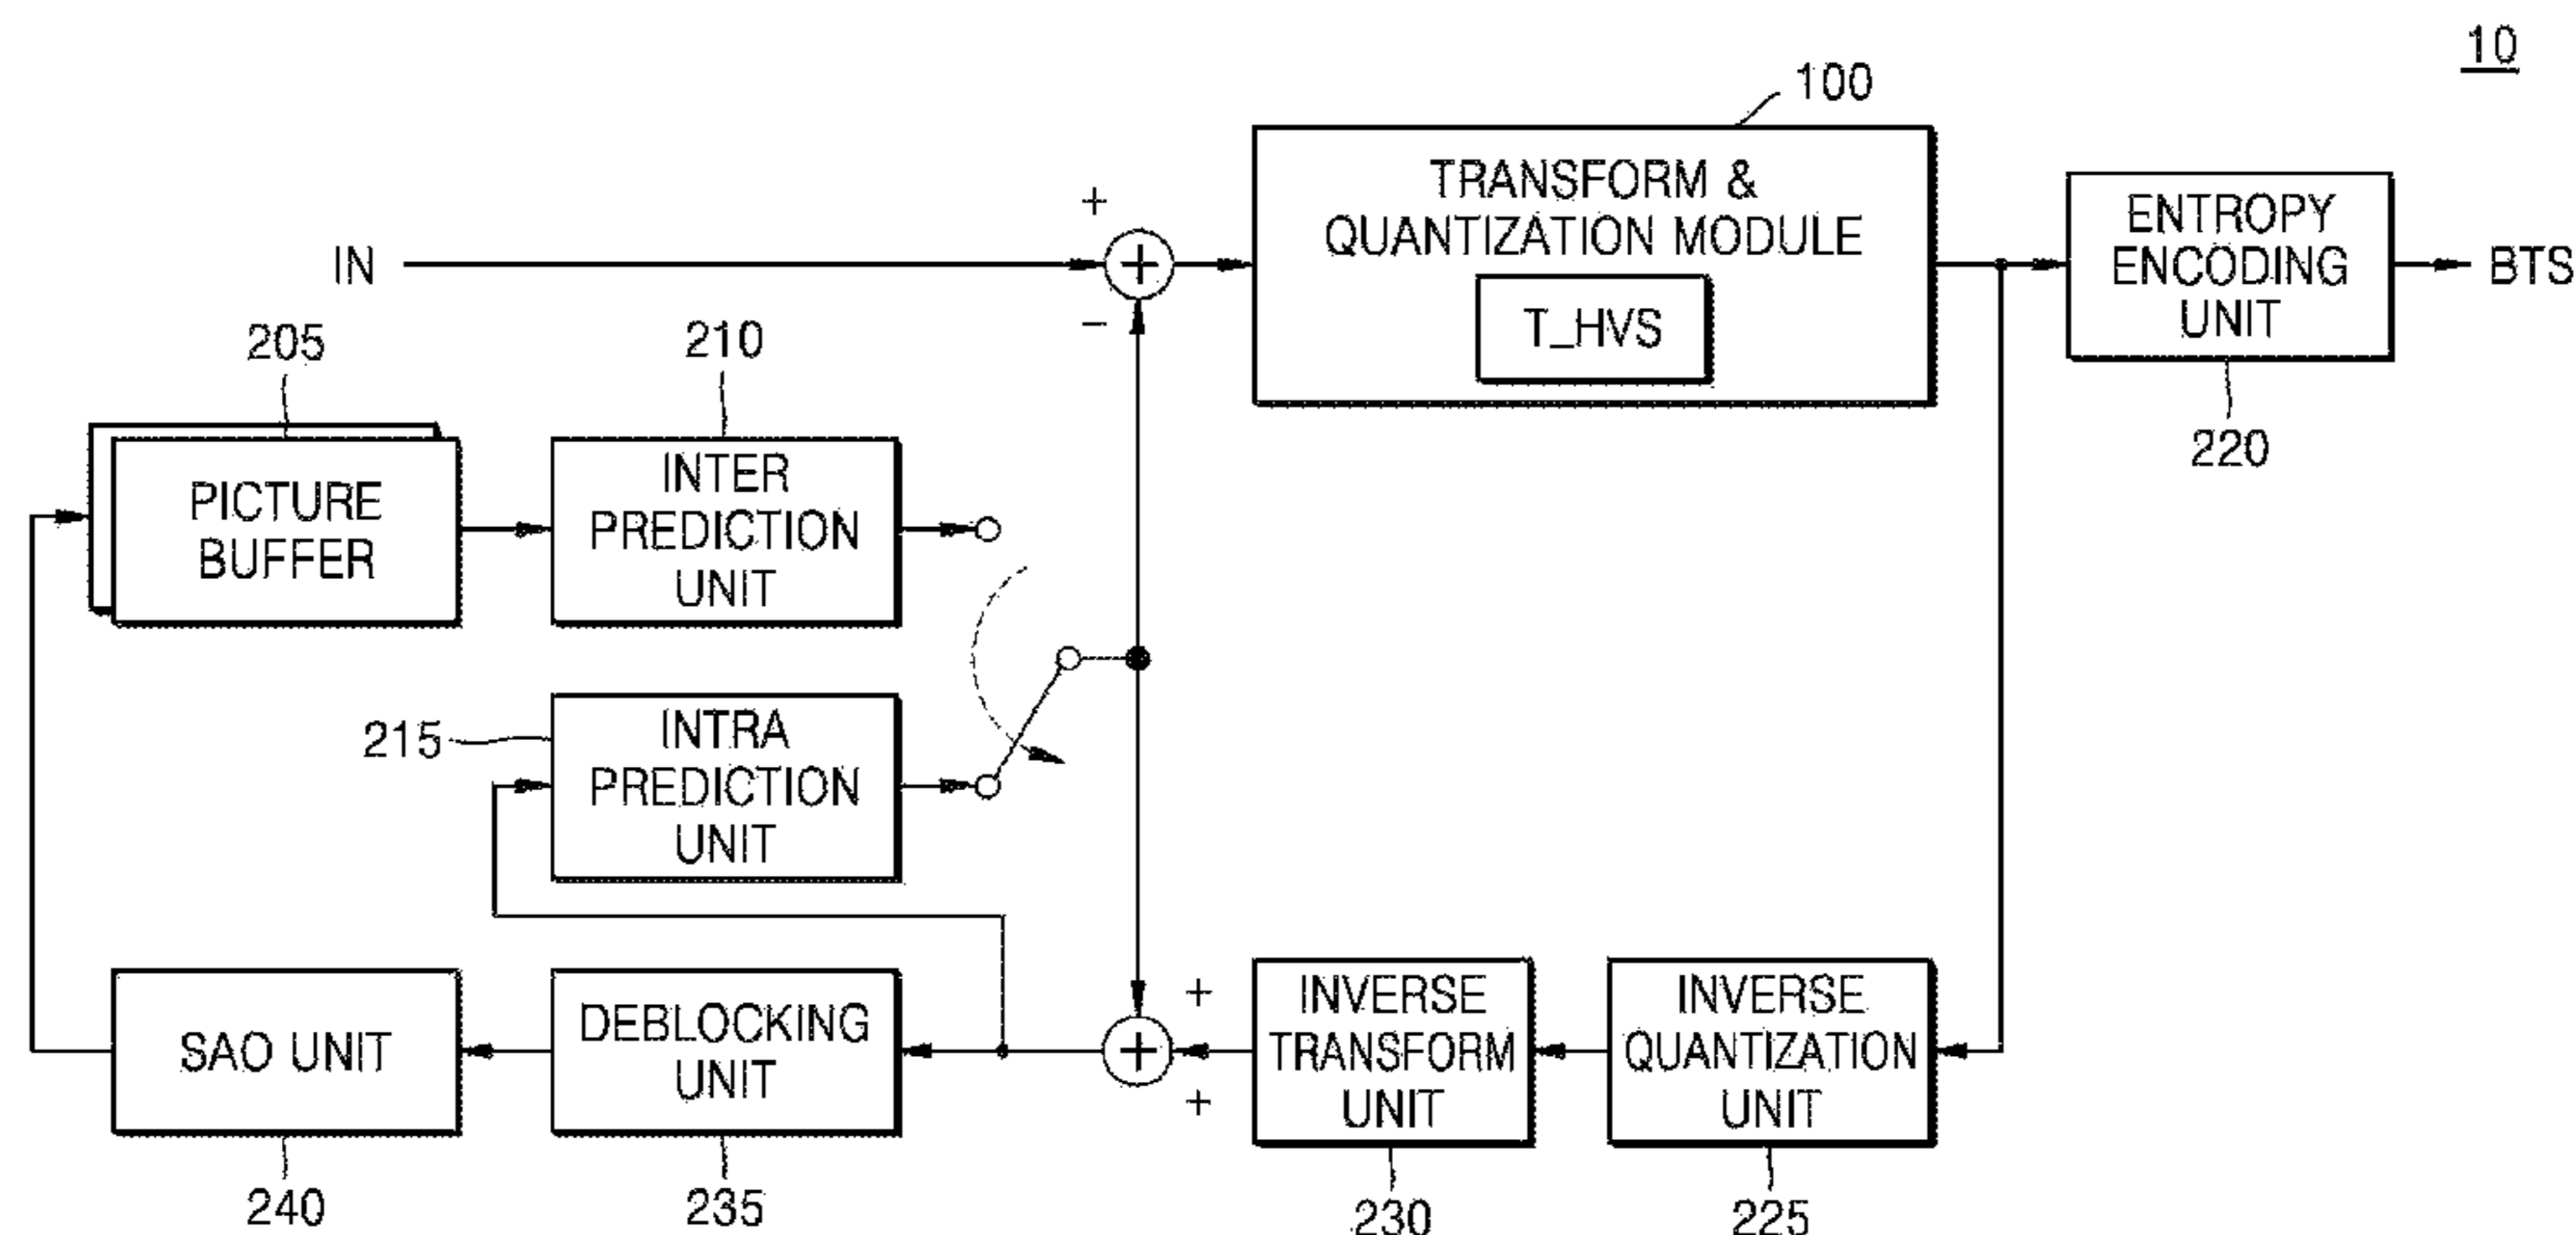 10
100
TRANSFORM &
QUANTIZATION MODULE
T_HVS
ENTROPY
ENCODING
UNIT
220
BTS
IN
+
+
−
205
PICTURE
BUFFER
210
INTER
PREDICTION
UNIT
215
INTRA
PREDICTION
UNIT
SAO UNIT
240
DEBLOCKING
UNIT
235
+
+
+
INVERSE
TRANSFORM
UNIT
230
INVERSE
QUANTIZATION
UNIT
225